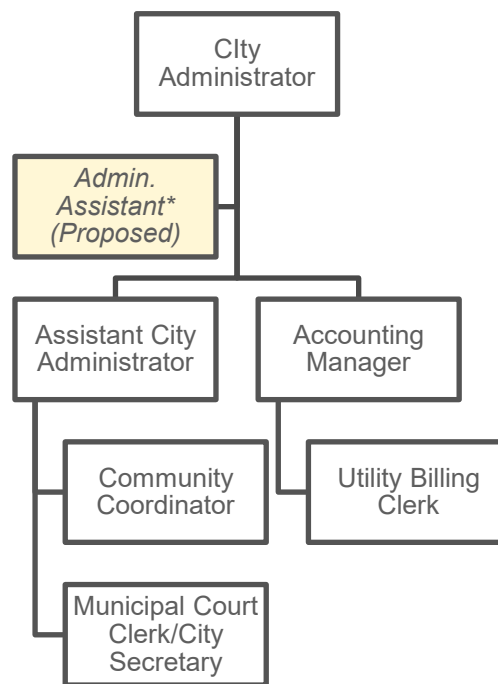 CIty
Administrator
Admin.
Assistant*
(Proposed)
Assistant City
Administrator
Accounting
Manager
Community
Coordinator
Utility Billing
Clerk
Municipal Court
Clerk/City
Secretary